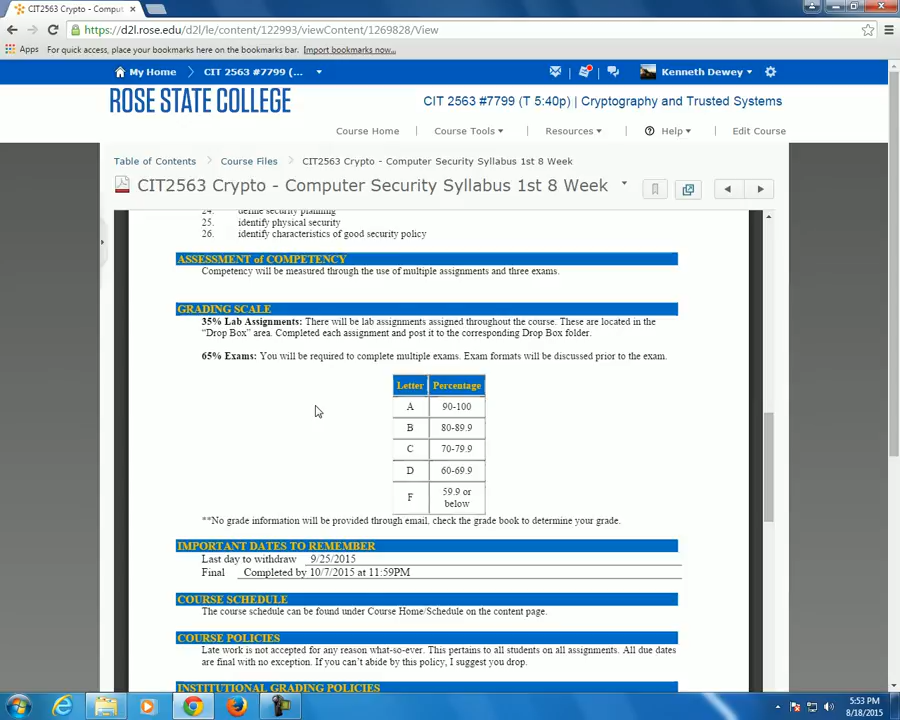 CIT2563 Crypto - Comput
https://d2l.rose.edu/d2l/le/content/122993/viewContent/1269828/View
Apps For quick access, place your bookmarks here on the bookmarks bar. Import bookmarks now...
My Home CIT 2563 #7799 (... Kenneth Dewey
ROSE STATE COLLEGE CIT 2563 #7799 (T 5:40p) | Cryptography and Trusted Systems
Course Home Course Tools Resources Help Edit Course
Table of Contents Course Files CIT2563 Crypto - Computer Security Syllabus 1st 8 Week
CIT2563 Crypto - Computer Security Syllabus 1st 8 Week
24. define security planning
25. identify physical security
26. identify characteristics of good security policy
ASSESSMENT of COMPETENCY
Competency will be measured through the use of multiple assignments and three exams.
GRADING SCALE
35% Lab Assignments: There will be lab assignments assigned throughout the course. These are located in the
“Drop Box” area. Completed each assignment and post it to the corresponding Drop Box folder.
65% Exams: You will be required to complete multiple exams. Exam formats will be discussed prior to the exam.
Letter Percentage
A 90-100
B 80-89.9
C 70-79.9
D 60-69.9
F 59.9 or
below
**No grade information will be provided through email, check the grade book to determine your grade.
IMPORTANT DATES TO REMEMBER
Last day to withdraw 9/25/2015
Final Completed by 10/7/2015 at 11:59PM
COURSE SCHEDULE
The course schedule can be found under Course Home/Schedule on the content page.
COURSE POLICIES
Late work is not accepted for any reason what-so-ever. This pertains to all students on all assignments. All due dates
are final with no exception. If you can’t abide by this policy, I suggest you drop.
INSTITUTIONAL GRADING POLICIES
5:53 PM
8/18/2015